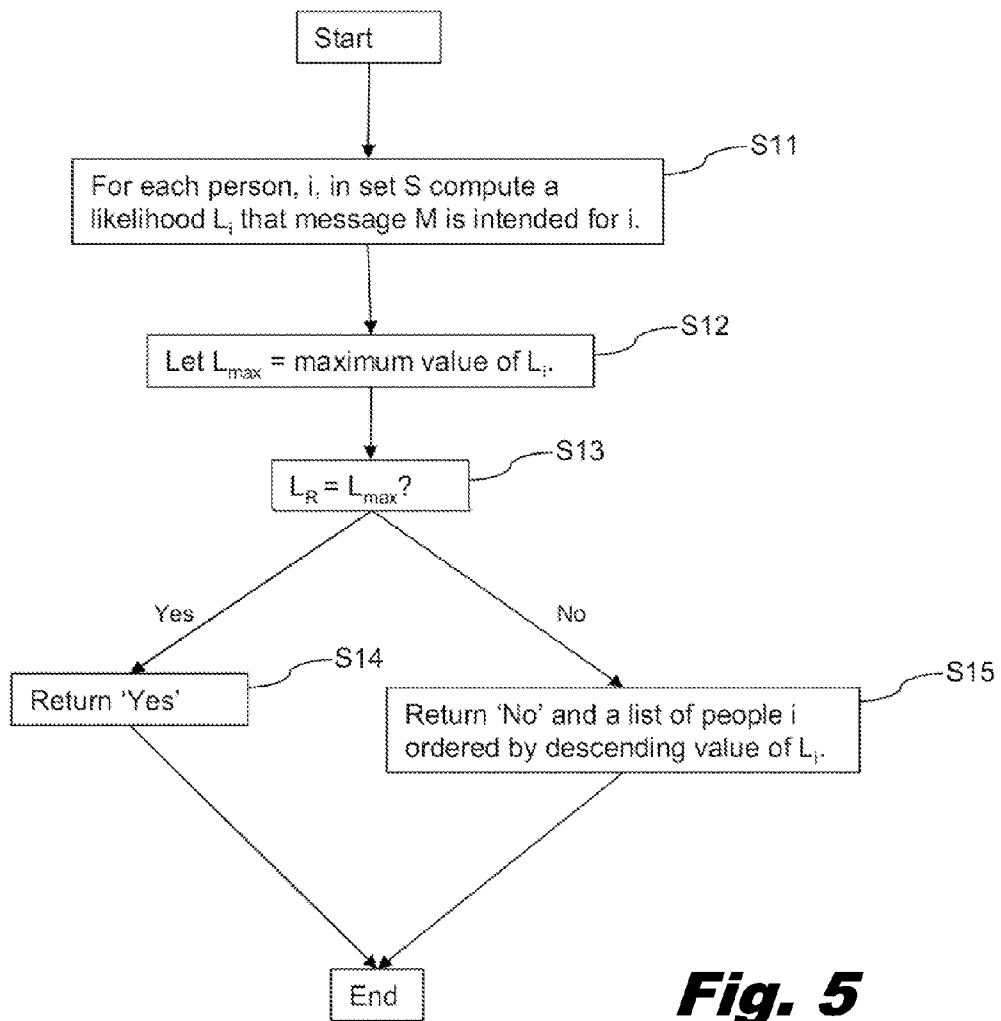 Start
S11
For each person, i, in set S compute a
likelihood Li that message M is intended for i.
S12
Let Lmax = maximum value of Li.
S13
LR = Lmax?
Yes
No
S14
Return ‘Yes’
S15
Return ‘No’ and a list of people i
ordered by descending value of Li.
End
Fig. 5